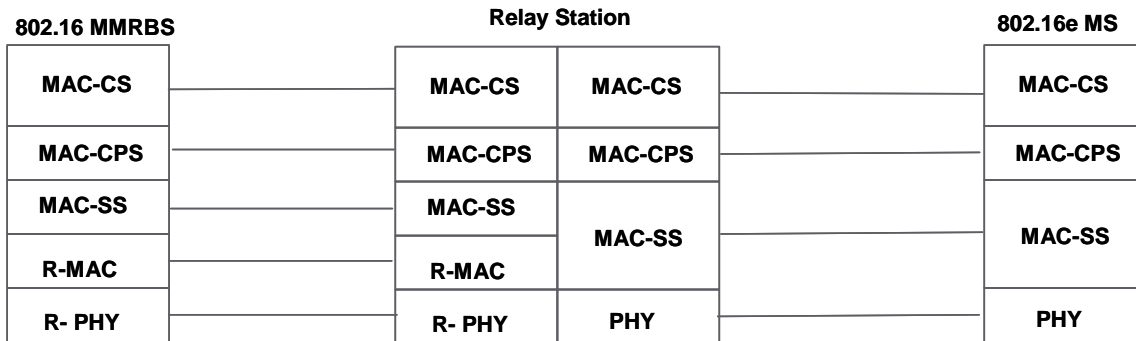 802.16 MMRBS
Relay Station
802.16e MS
MAC-CS
MAC-CS
MAC-CS
MAC-CS
MAC-CPS
MAC-CPS
MAC-CPS
MAC-CPS
MAC-SS
MAC-SS
MAC-SS
MAC-SS
R-MAC
R-MAC
R- PHY
R- PHY
PHY
PHY